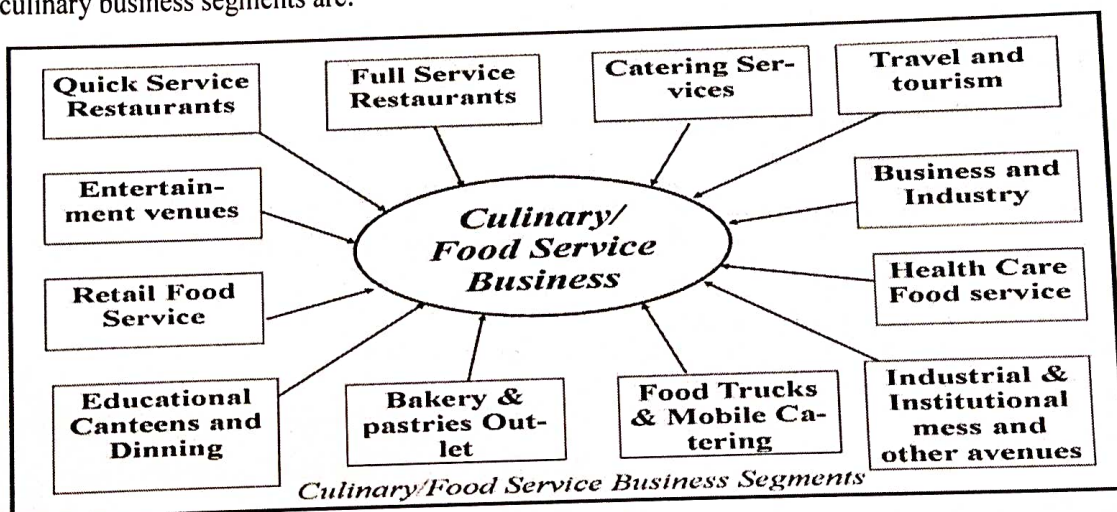 culinary business segments are:
Quick Service
Restaurants
Full Service
Restaurants
Catering Ser-
vices
Travel and
tourism
Entertain-
ment venues
Business and
Industry
Culinary/
Food Service
Business
Retail Food
Service
Health Care
Food service
Educational
Canteens and
Dinning
Bakery &
pastries Out-
let
Food Trucks
& Mobile Ca-
tering
Industrial &
Institutional
mess and
other avenues
Culinary/Food Service Business Segments